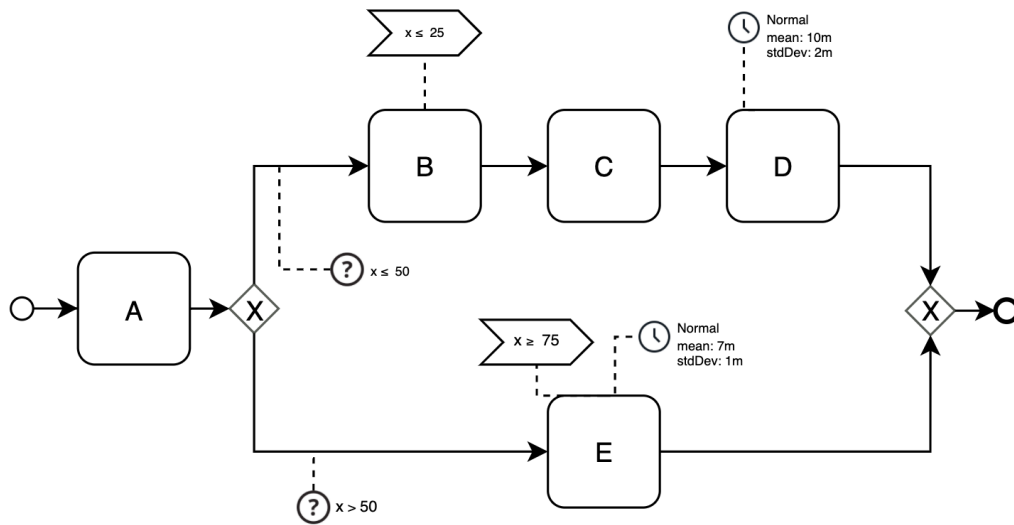 x ≤ 25
Normal
mean: 10m
stdDev: 2m
B
C
D
? x ≤ 50
A
X
X
x ≥ 75
Normal
mean: 7m
stdDev: 1m
E
? x > 50